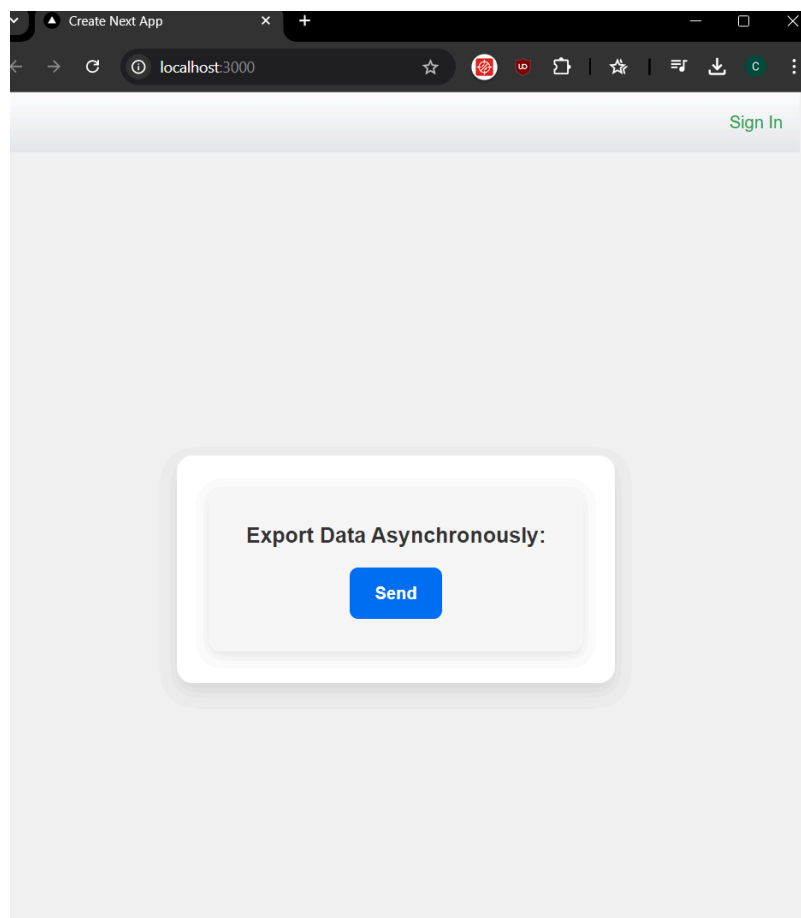 Create Next App
localhost:3000
C
Sign In
Export Data Asynchronously:
Send